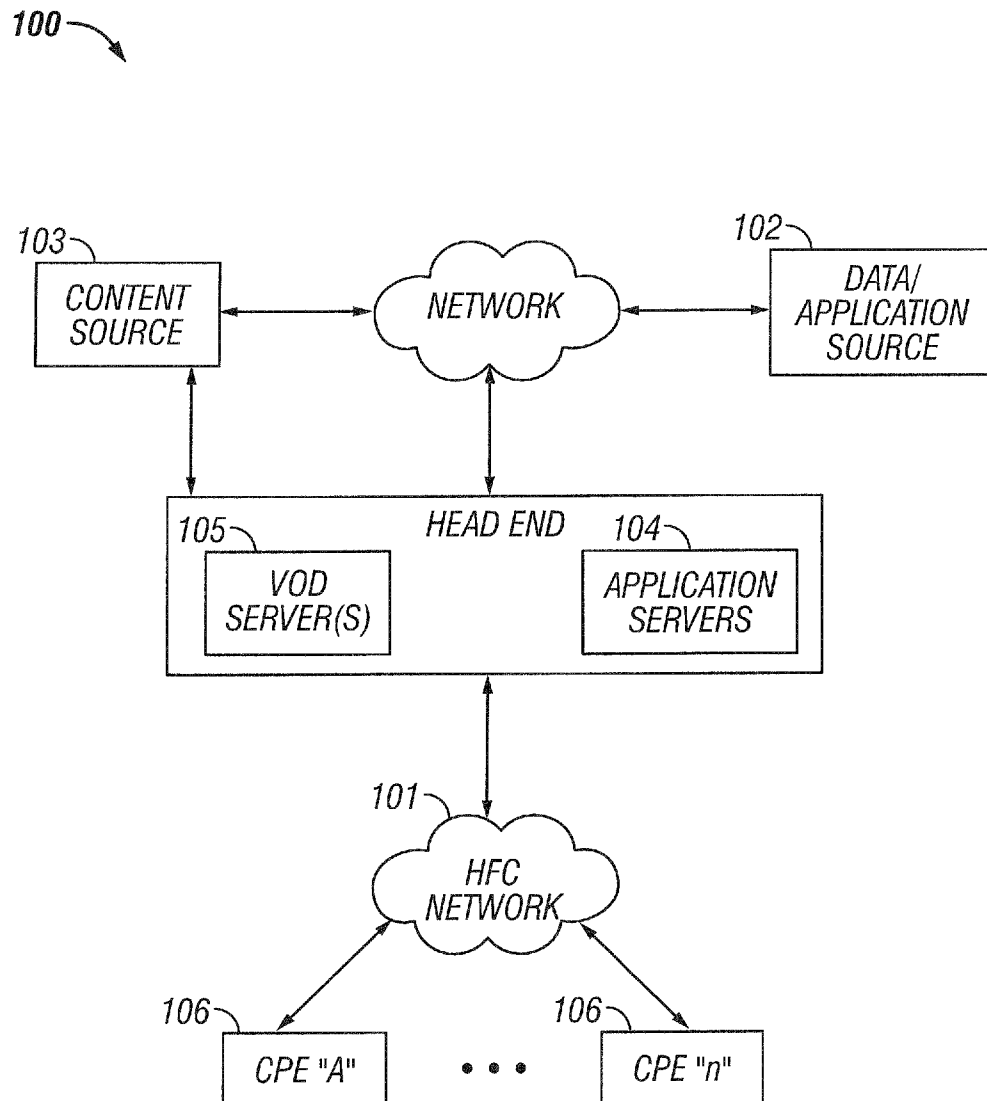 100
103
102
CONTENT
SOURCE
NETWORK
DATA/
APPLICATION
SOURCE
HEAD END
105
104
VOD
SERVER(S)
APPLICATION
SERVERS
101
HFC
NETWORK
106
106
CPE "A"
• • •
CPE "n"